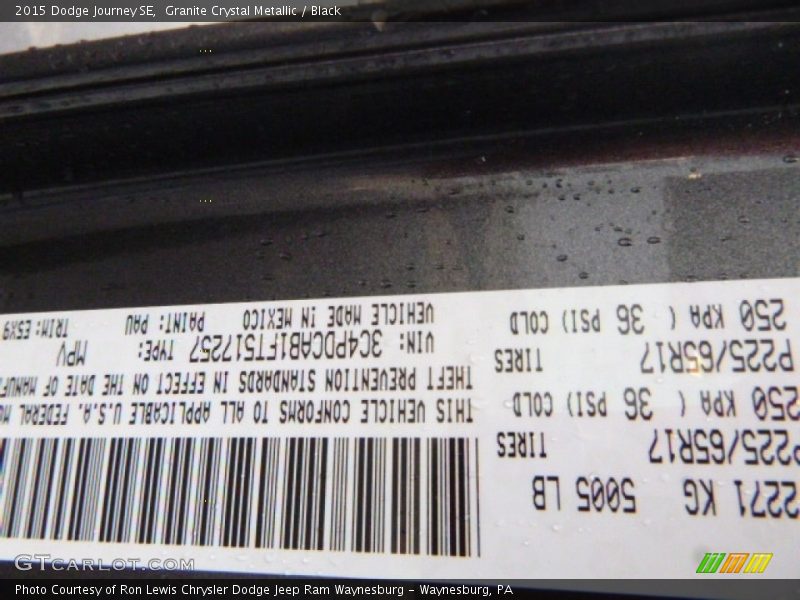 2015 Dodge Journey SE, Granite Crystal Metallic / Black
2271 KG 5005 LB
P225/65R17 TIRES
250 KPA ( 36 PSI) COLD
P225/65R17 TIRES
250 KPA ( 36 PSI) COLD
THIS VEHICLE CONFORMS TO ALL APPLICABLE U.S.A. FEDERAL
THEFT PREVENTION STANDARDS IN EFFECT ON THE DATE OF MANUF
VIN: 3C4PDCAB1FT517257 TYPE: MPV
VEHICLE MADE IN MEXICO PAINT: PAU TRIM: E5X9
GTCARLOT.COM
Photo Courtesy of Ron Lewis Chrysler Dodge Jeep Ram Waynesburg - Waynesburg, PA